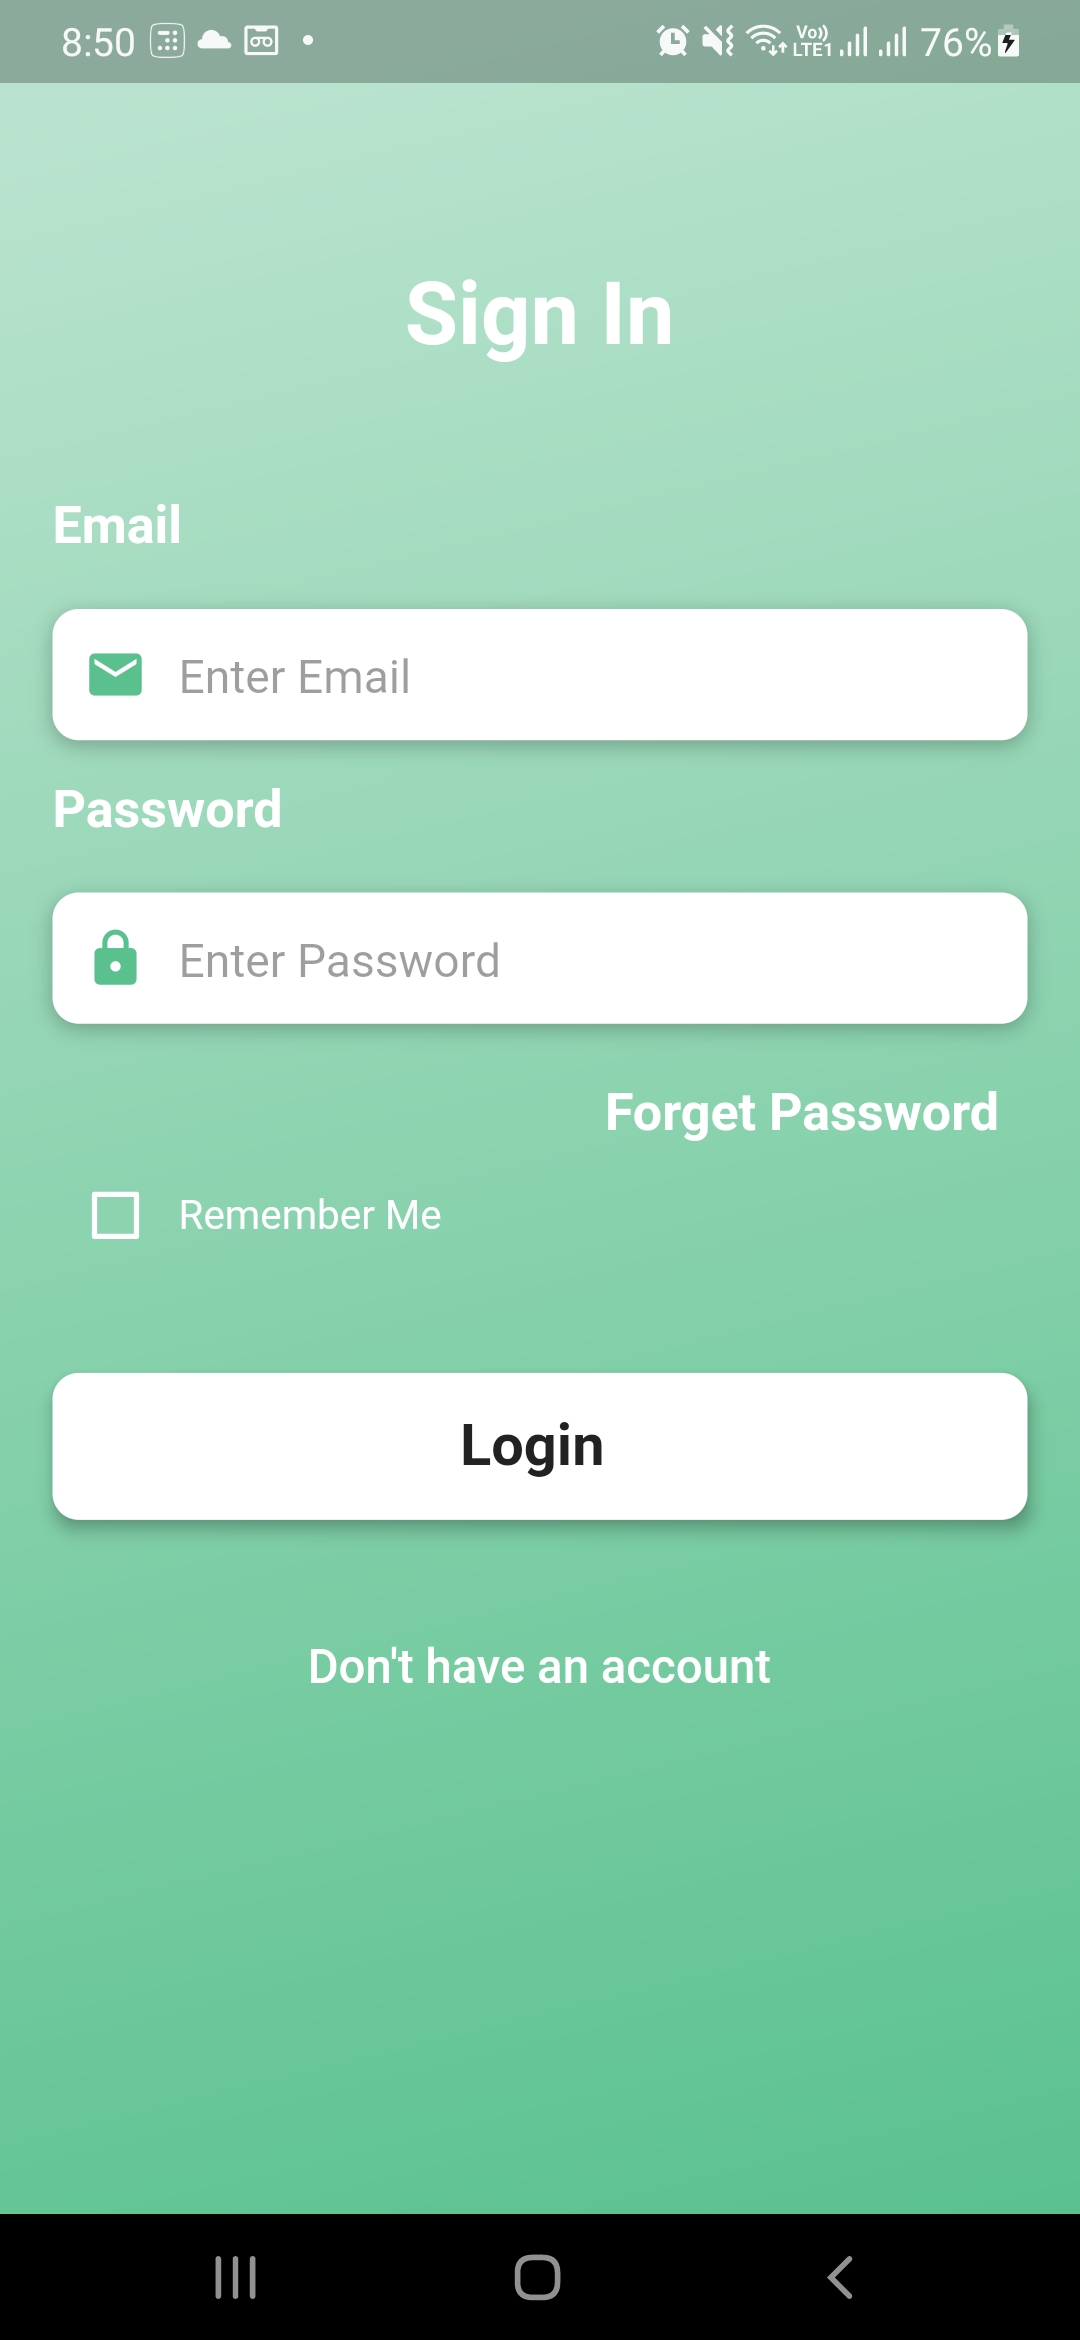 8:50 Vo)) LTE1 76%
Sign In
Email
Enter Email
Password
Enter Password
Forget Password
Remember Me
Login
Don't have an account